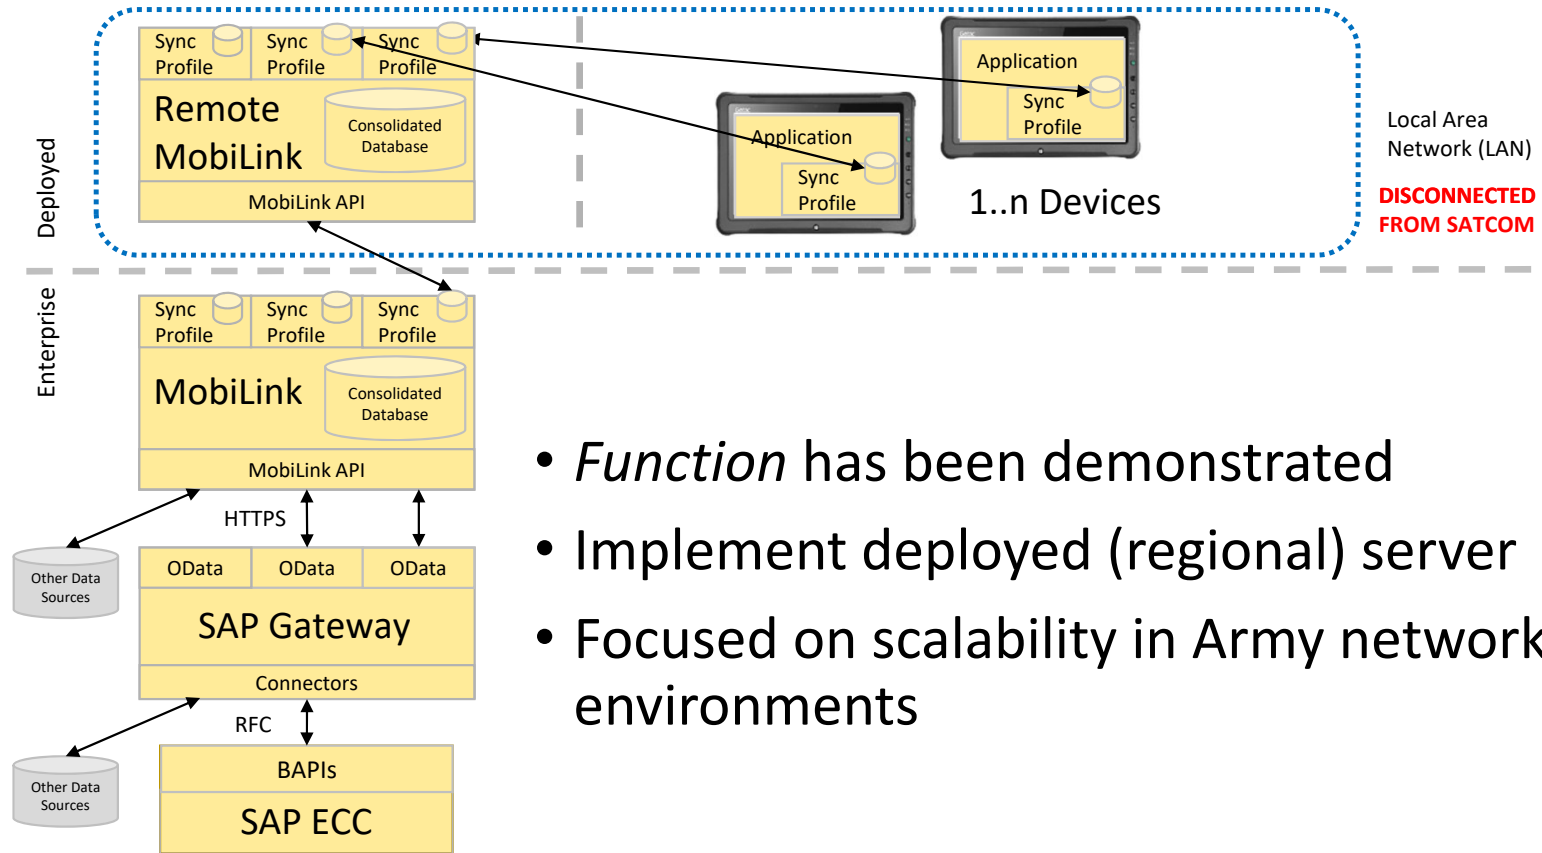 Deployed
Sync
Profile
Sync
Profile
Sync
Profile
Remote
MobiLink
Consolidated
Database
MobiLink API
Application
Sync
Profile
Application
Sync
Profile
1..n Devices
Local Area
Network (LAN)
DISCONNECTED
FROM SATCOM
Enterprise
Sync
Profile
Sync
Profile
Sync
Profile
MobiLink
Consolidated
Database
MobiLink API
HTTPS
Other Data
Sources
OData
OData
OData
SAP Gateway
Connectors
RFC
Other Data
Sources
BAPIs
SAP ECC
• Function has been demonstrated
• Implement deployed (regional) server
• Focused on scalability in Army network
environments